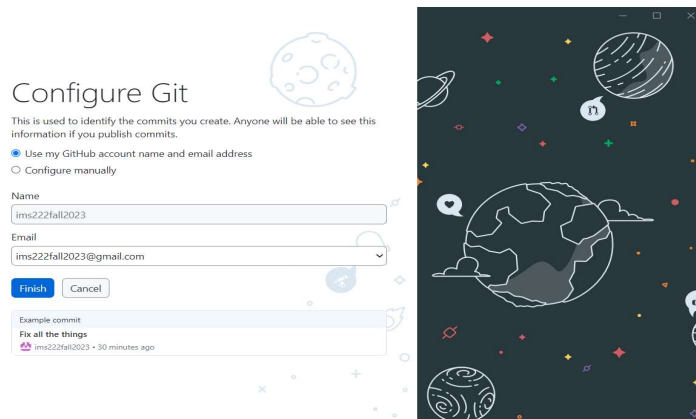 Configure Git
This is used to identify the commits you create. Anyone will be able to see this
information if you publish commits.
Use my GitHub account name and email address
Configure manually
Name
ims222fall2023
Email
ims222fall2023@gmail.com
Finish Cancel
Example commit
Fix all the things
ims222fall2023 • 30 minutes ago